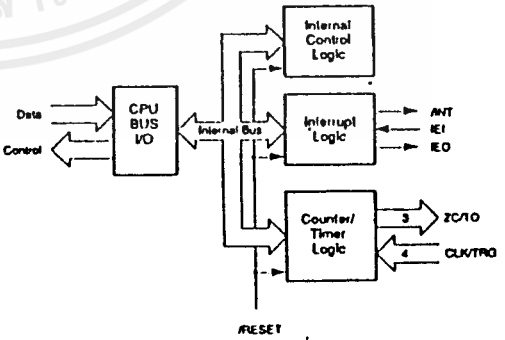 Internal
Control
Logic
Data
Control
CPU
BUS
I/O
Internal Bus
Interrupt
Logic
/INT
IEI
IEO
Counter/
Timer
Logic
3
ZC/TO
4
CLK/TRG
/RESET